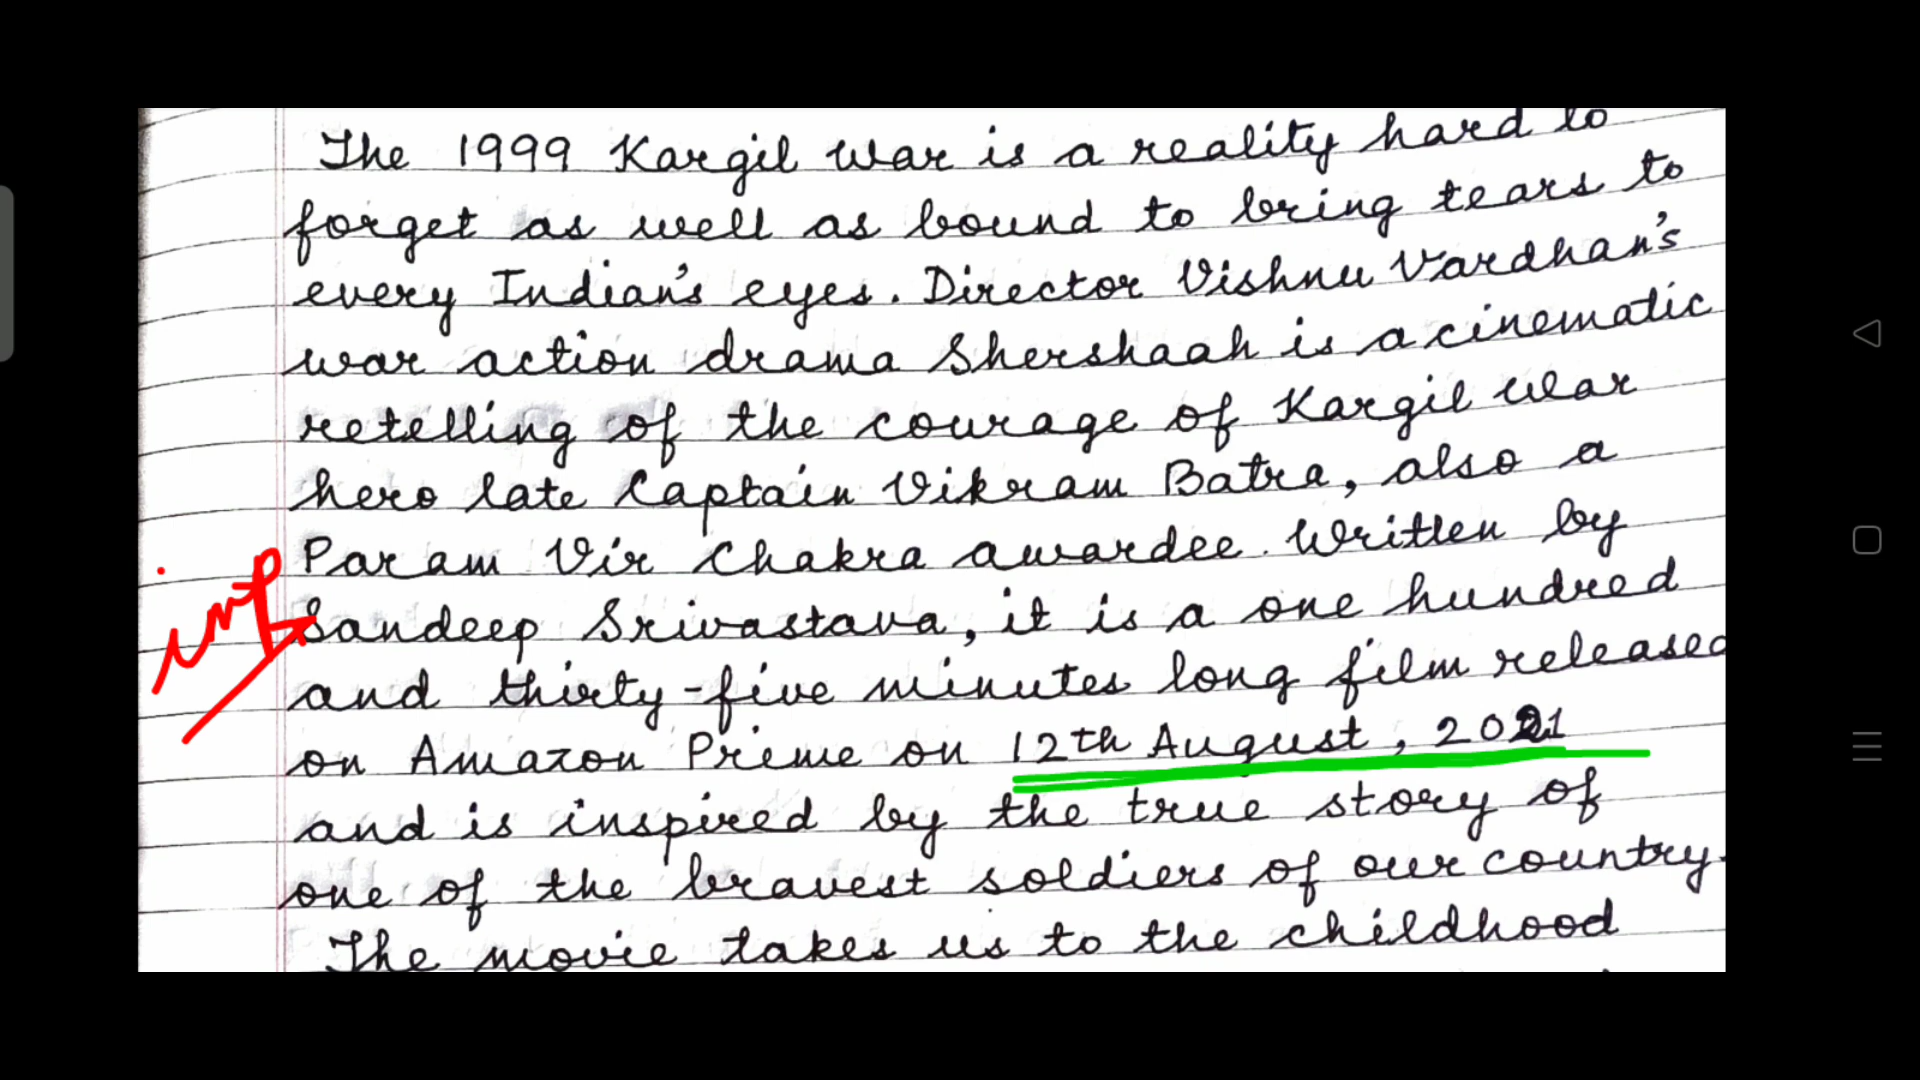 The 1999 Kargil war is a reality hard to
forget as well as bound to bring tears to
every Indian's eyes. Director Vishnu Vardhan's
war action drama Shershaah is a cinematic
retelling of the courage of Kargil war
hero late Captain Vikram Batra, also a
Param Vir Chakra awardee. Written by
imp
Sandeep Srivastava, it is a one hundred
and thirty-five minutes long film released
on Amazon Prime on 12th August, 2021
and is inspired by the true story of
one of the bravest soldiers of our country.
The movie takes us to the childhood